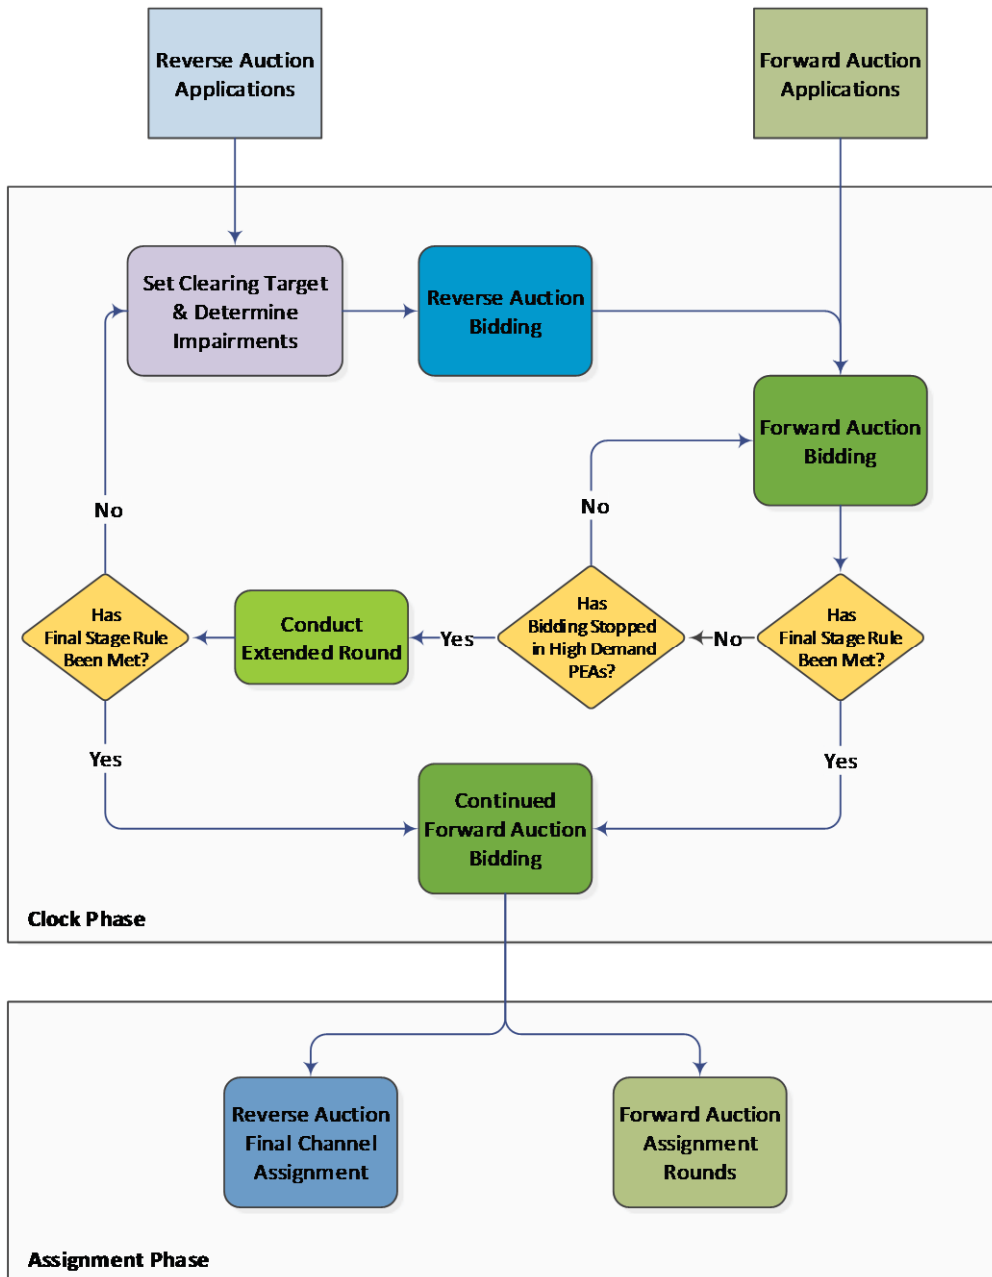 Reverse Auction
Applications
Forward Auction
Applications
Set Clearing Target
& Determine
Impairments
Reverse Auction
Bidding
Forward Auction
Bidding
No
No
Has
Final Stage Rule
Been Met?
Conduct
Extended Round
Yes
Has
Bidding Stopped
in High Demand
PEAs?
No
Has
Final Stage Rule
Been Met?
Yes
Yes
Continued
Forward Auction
Bidding
Clock Phase
Reverse Auction
Final Channel
Assignment
Forward Auction
Assignment
Rounds
Assignment Phase